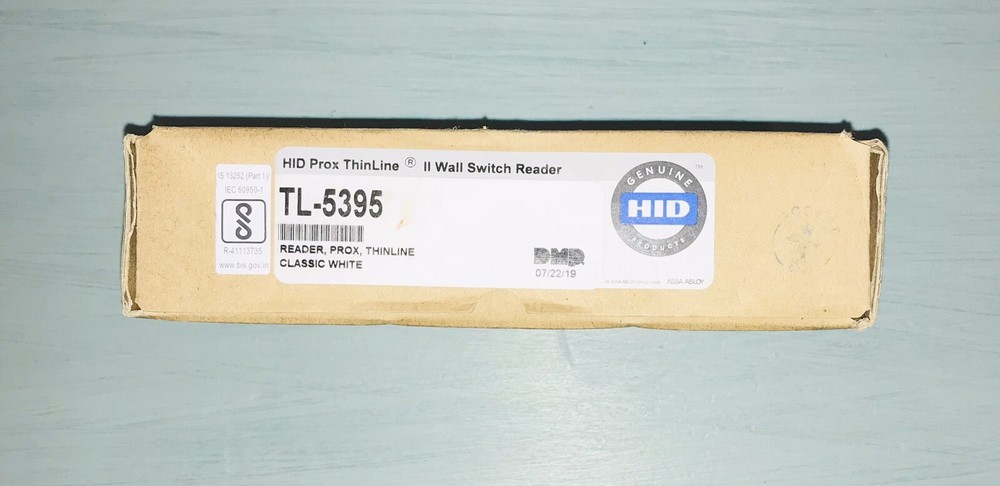 HID Prox ThinLine ® II Wall Switch Reader
IS 13252 (Part 1)/
IEC 60950-1
R-41113735
www.bis.gov.in
TL-5395
READER, PROX, THINLINE
CLASSIC WHITE
DMP
07/22/19
GENUINE
HID
PRODUCTS
™
ASSA ABLOY